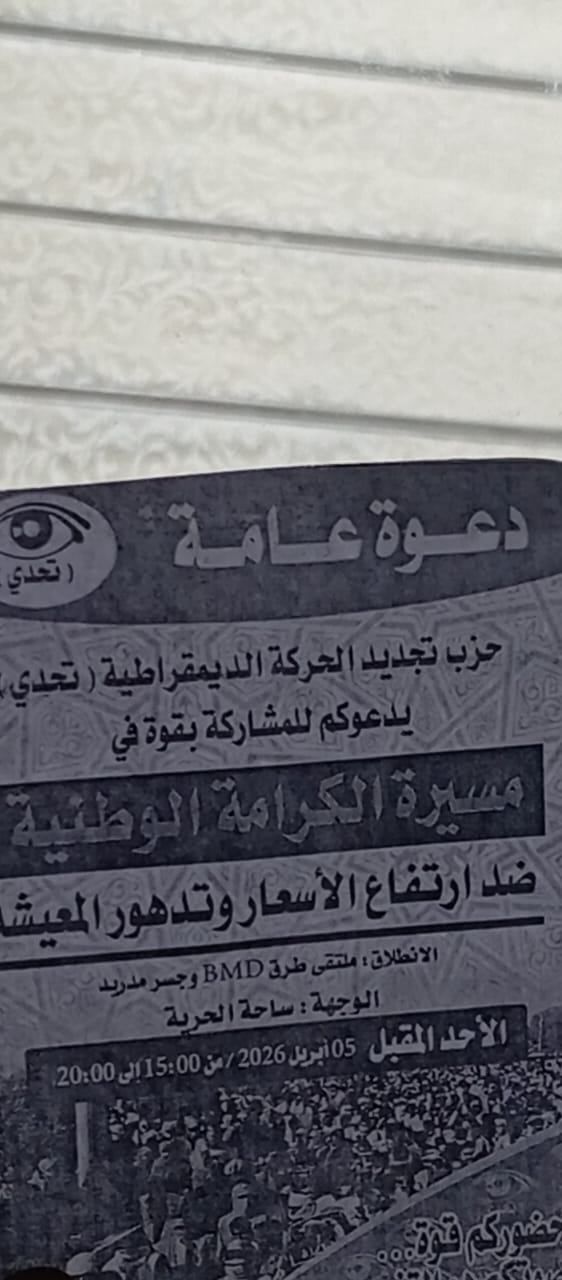 دعوة عامة
( تحدي )
حزب تجديد الحركة الديمقراطية ( تحدي )
يدعوكم للمشاركة بقوة في
مسيرة الكرامة الوطنية
ضد ارتفاع الأسعار وتدهور
الانطلاق : ملتقى طرق BMD وجسر مدريد
الوجهة : ساحة الحرية
الأحد المقبل 05 ابريل 2026 / من 15:00 إلى 20:00
حضوركم قوة...